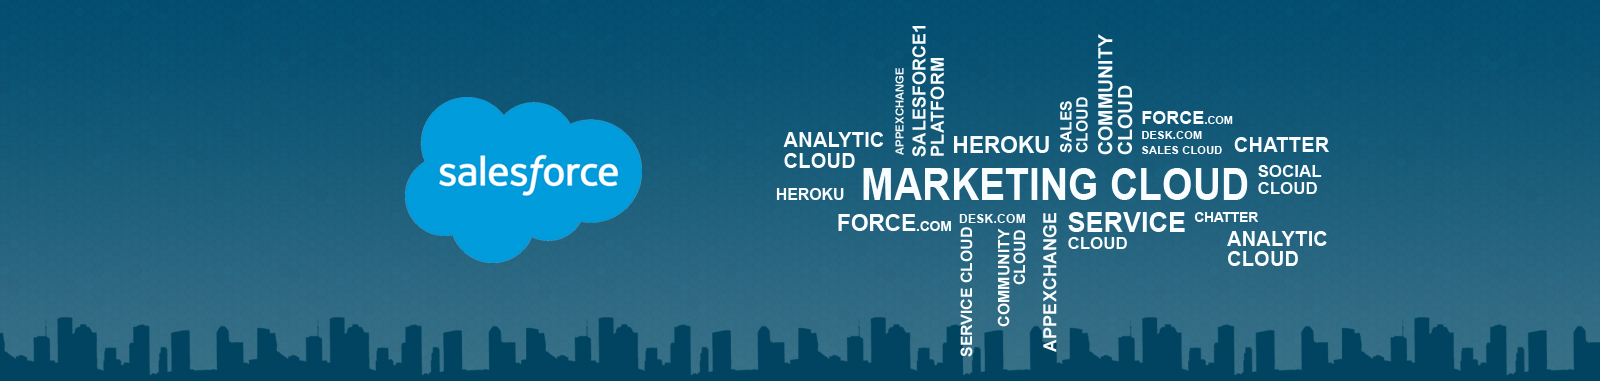 salesforce
APPEXCHANGE
SALESFORCE1
PLATFORM
SALES
CLOUD
COMMUNITY
CLOUD
FORCE.COM
DESK.COM
SALES CLOUD
ANALYTIC
CLOUD
HEROKU
CHATTER
HEROKU
MARKETING CLOUD
SOCIAL
CLOUD
FORCE.COM
DESK.COM
SERVICE CLOUD
COMMUNITY
CLOUD
APPEXCHANGE
SERVICE
CLOUD
CHATTER
ANALYTIC
CLOUD